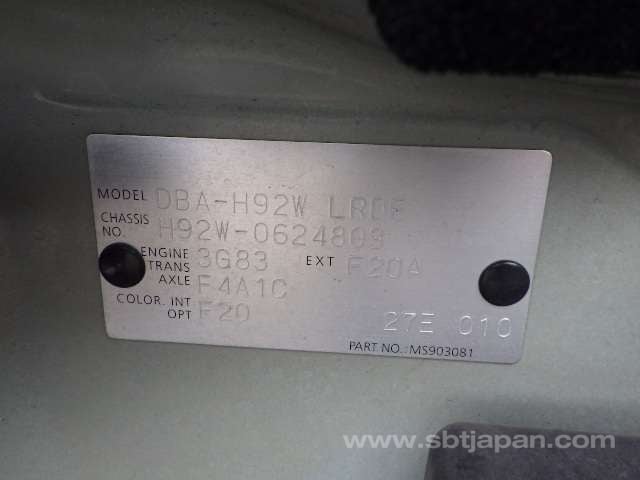 MODEL DBA-H92W LRDF
CHASSIS NO. H92W-0624809
ENGINE 3G83 EXT F20A
TRANS AXLE F4A1C
COLOR. INT OPT F20
27E 010
PART NO.: MS903081
www.sbtjapan.com